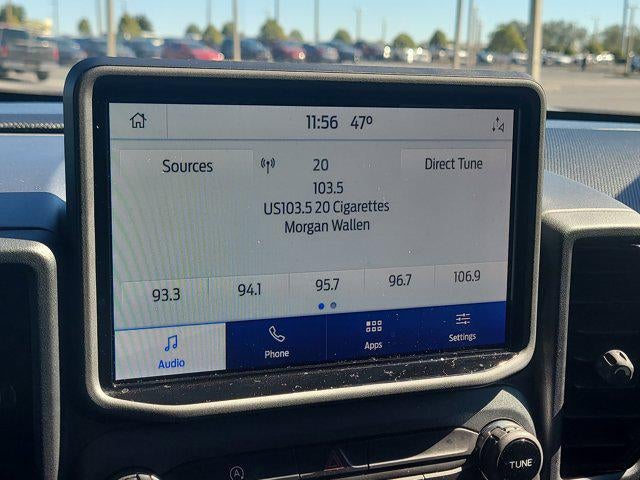 11:56 47°
Sources
20
Direct Tune
103.5
US103.5 20 Cigarettes
Morgan Wallen
93.3
94.1
95.7
96.7
106.9
Audio
Phone
Apps
Settings
A
TUNE